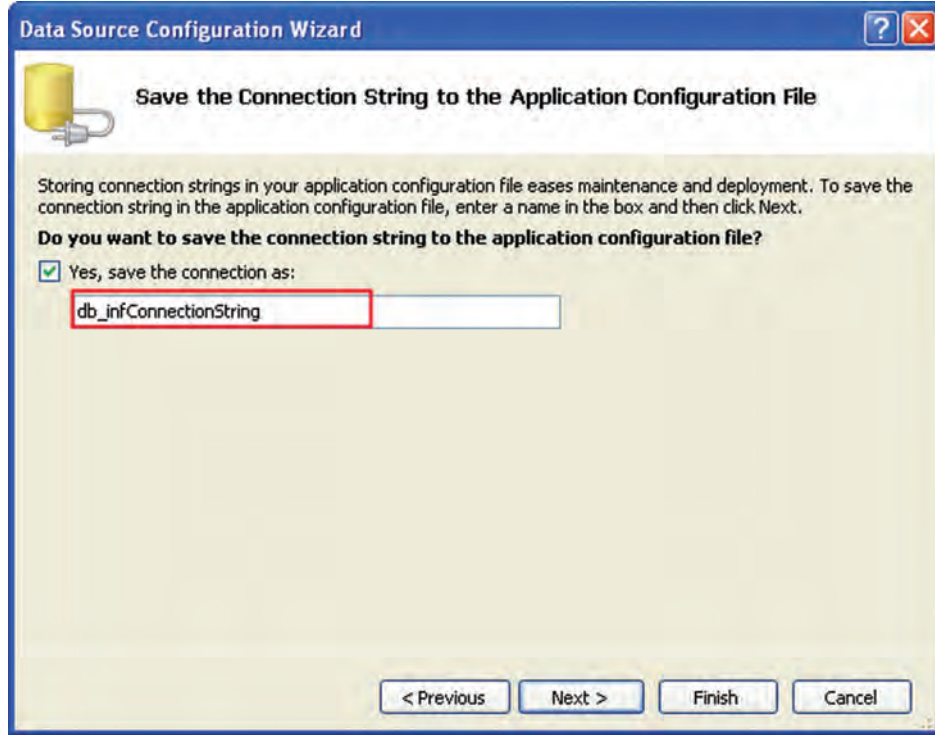 Data Source Configuration Wizard
Save the Connection String to the Application Configuration File
Storing connection strings in your application configuration file eases maintenance and deployment. To save the
connection string in the application configuration file, enter a name in the box and then click Next.
Do you want to save the connection string to the application configuration file?
Yes, save the connection as:
db_infConnectionString
< Previous
Next >
Finish
Cancel